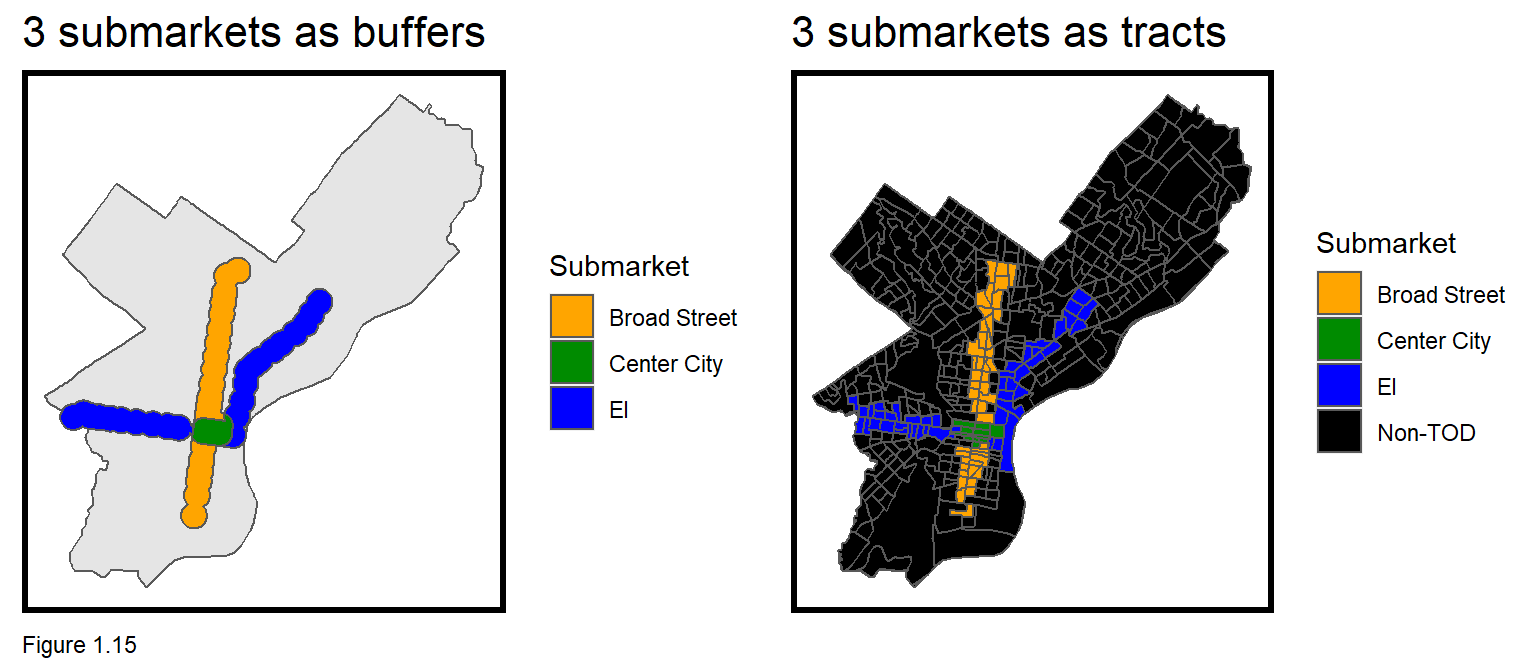 3 submarkets as buffers
Submarket
Broad Street
Center City
El
3 submarkets as tracts
Submarket
Broad Street
Center City
El
Non-TOD
Figure 1.15